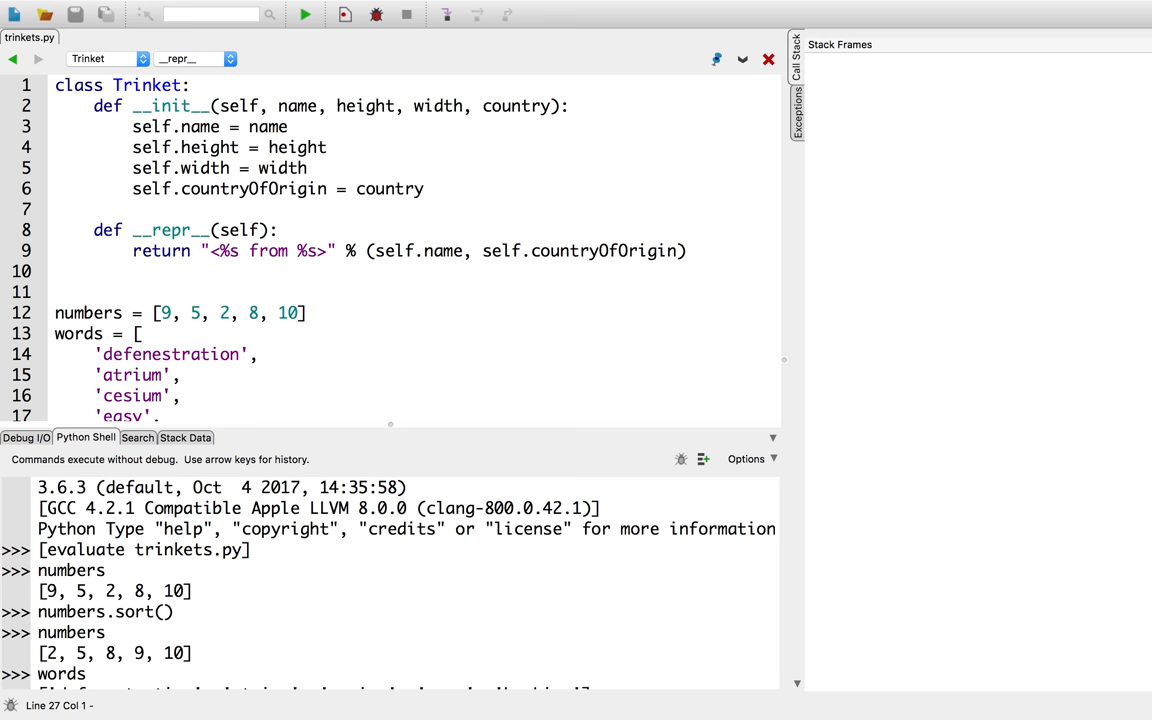 trinkets.py
Trinket
__repr__
1 class Trinket:
2 def __init__(self, name, height, width, country):
3 self.name = name
4 self.height = height
5 self.width = width
6 self.countryOfOrigin = country
7
8 def __repr__(self):
9 return "<%s from %s>" % (self.name, self.countryOfOrigin)
10
11
12 numbers = [9, 5, 2, 8, 10]
13 words = [
14 'defenestration',
15 'atrium',
16 'cesium',
17 'easy',
Call Stack
Exceptions
Stack Frames
Debug I/O Python Shell Search Stack Data
Commands execute without debug. Use arrow keys for history.
Options
3.6.3 (default, Oct 4 2017, 14:35:58)
[GCC 4.2.1 Compatible Apple LLVM 8.0.0 (clang-800.0.42.1)]
Python Type "help", "copyright", "credits" or "license" for more information
>>> [evaluate trinkets.py]
>>> numbers
[9, 5, 2, 8, 10]
>>> numbers.sort()
>>> numbers
[2, 5, 8, 9, 10]
>>> words
Line 27 Col 1 -